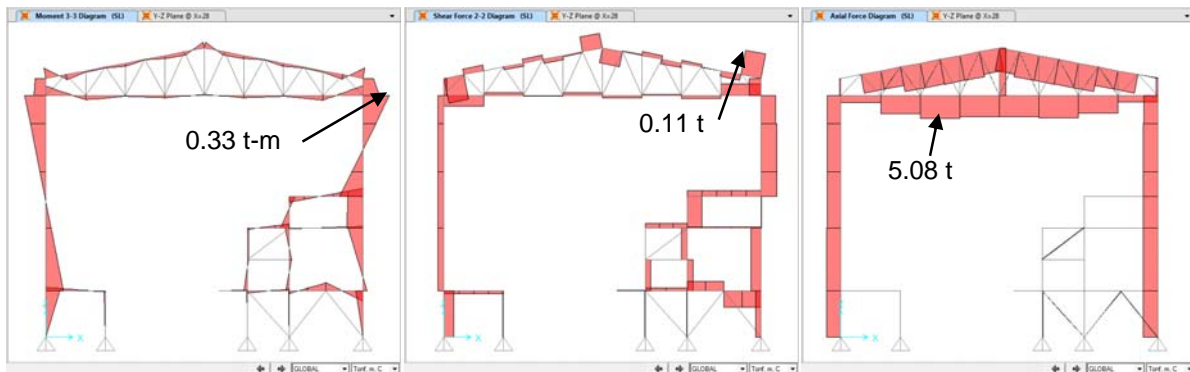 Moment 3-3 Diagram (SL)
Y-Z Plane @ X=28
Shear Force 2-2 Diagram (SL)
Y-Z Plane @ X=28
Axial Force Diagram (SL)
Y-Z Plane @ X=28
0.33 t-m
0.11 t
5.08 t
X
X
X
GLOBAL
Tonf, m, C
GLOBAL
Tonf, m, C
GLOBAL
Tonf, m, C